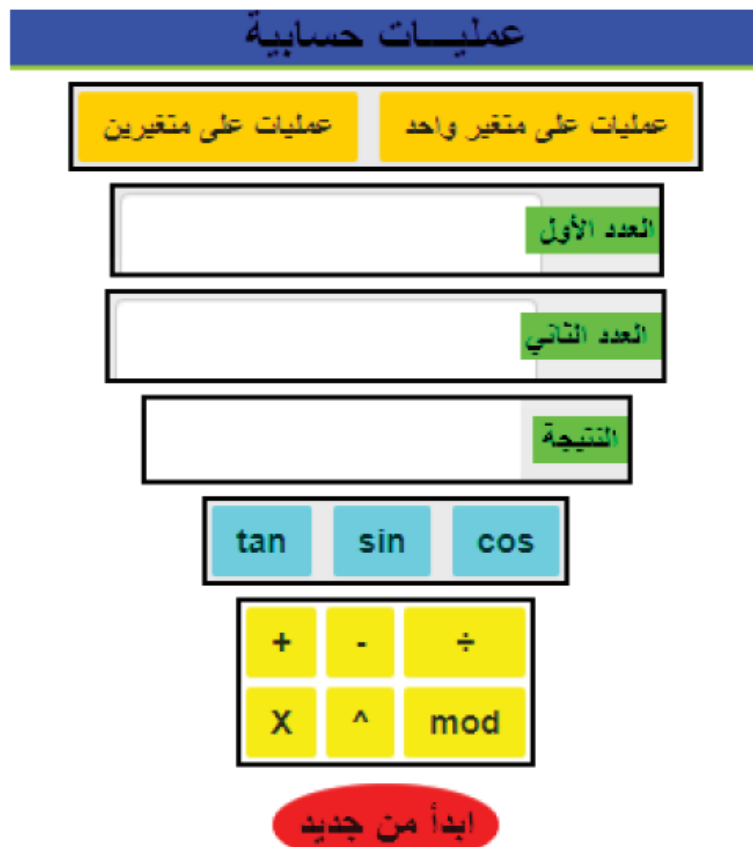 عمليـــات حسابية
عمليات على متغير واحد عمليات على متغيرين
العدد الأول
العدد الثاني
النتيجة
tan sin cos
+ - ÷
X ^ mod
ابدأ من جديد